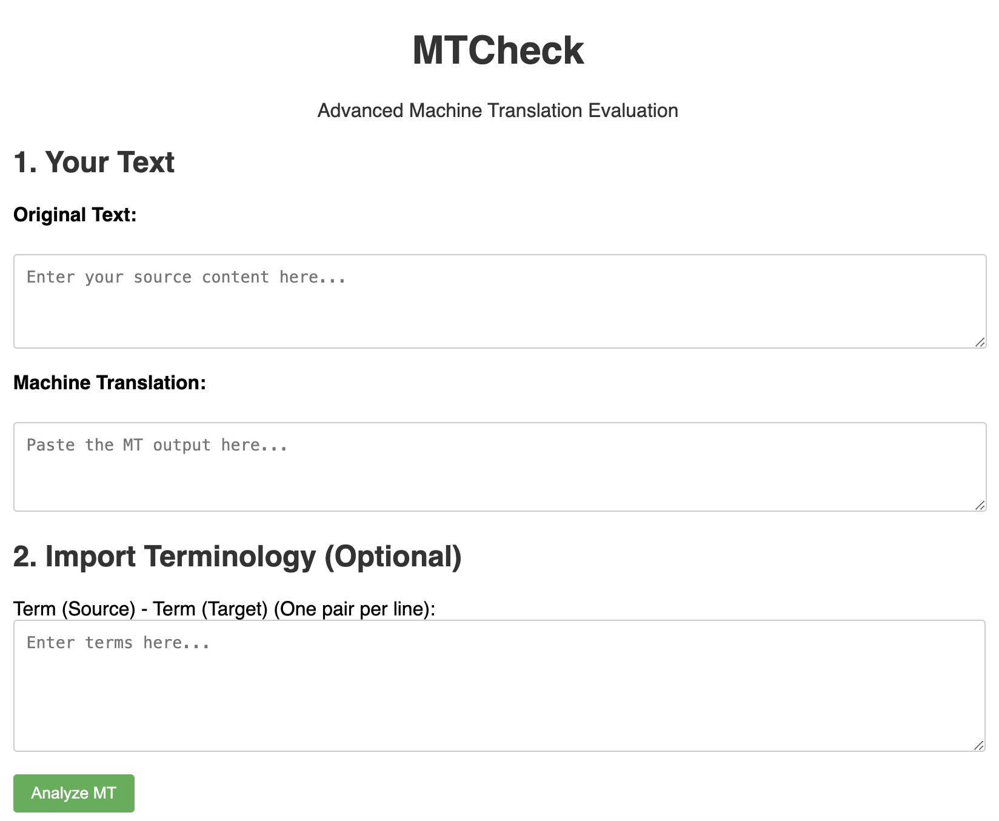 MTCheck
Advanced Machine Translation Evaluation
1. Your Text
Original Text:
Enter your source content here...
Machine Translation:
Paste the MT output here...
2. Import Terminology (Optional)
Term (Source) - Term (Target) (One pair per line):
Enter terms here...
Analyze MT